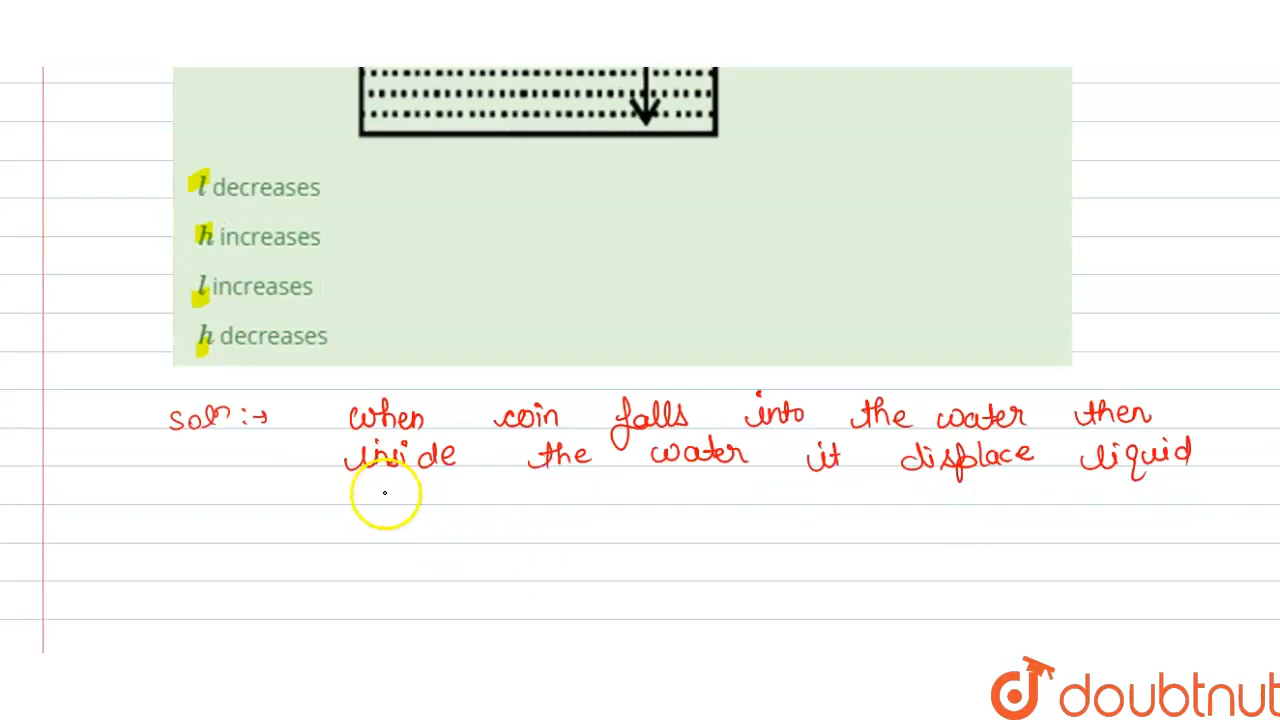 l decreases
h increases
l increases
h decreases
Soln :→ When coin falls into the water then
inside the water it displace liquid
doubtnut